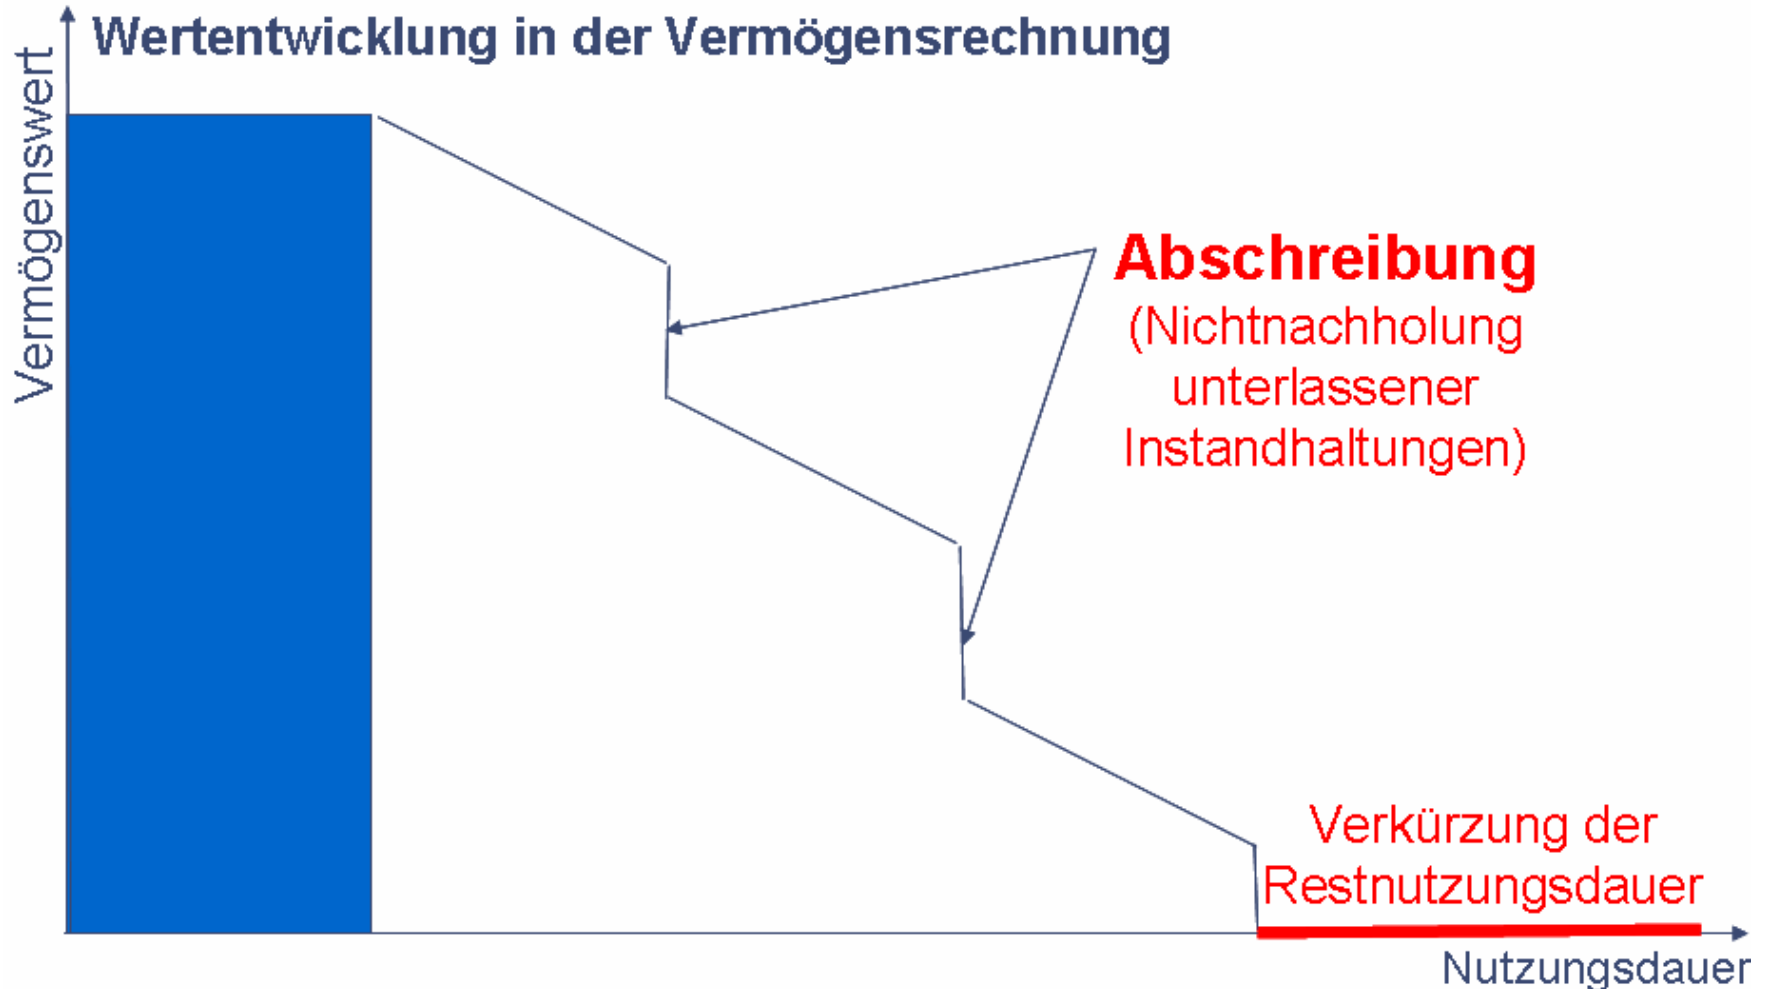 Wertentwicklung in der Vermögensrechnung
Vermögenswert
Abschreibung
(Nichtnachholung
unterlassener
Instandhaltungen)
Verkürzung der
Restnutzungsdauer
Nutzungsdauer